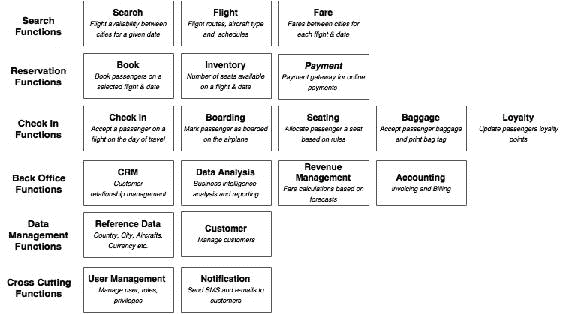 Search Functions
Search
Flight availability between
cities for a given date
Flight
Flight routes, aircraft type
and schedules
Fare
Fares between cities for
each flight & date
Reservation Functions
Book
Book passengers on a
selected flight & date
Inventory
Number of seats available
on a flight & date
Payment
Payment gateway for online
payments
Check In Functions
Check In
Accept a passenger on a
flight on the day of travel
Boarding
Mark passenger as boarded
on the airplane
Seating
Allocate passenger a seat
based on rules
Baggage
Accept passenger baggage
and print bag tag
Loyalty
Update passengers loyalty
points
Back Office Functions
CRM
Customer
relationship management
Data Analysis
Business intelligence
analysis and reporting
Revenue
Management
Fare calculations based on
forecasts
Accounting
Invoicing and Billing
Data
Management
Functions
Reference Data
Country, City, Aircrafts,
Currency etc.
Customer
Manage customers
Cross Cutting
Functions
User Management
Manage user, roles,
privileges
Notification
Send SMS and e-mails to
customers